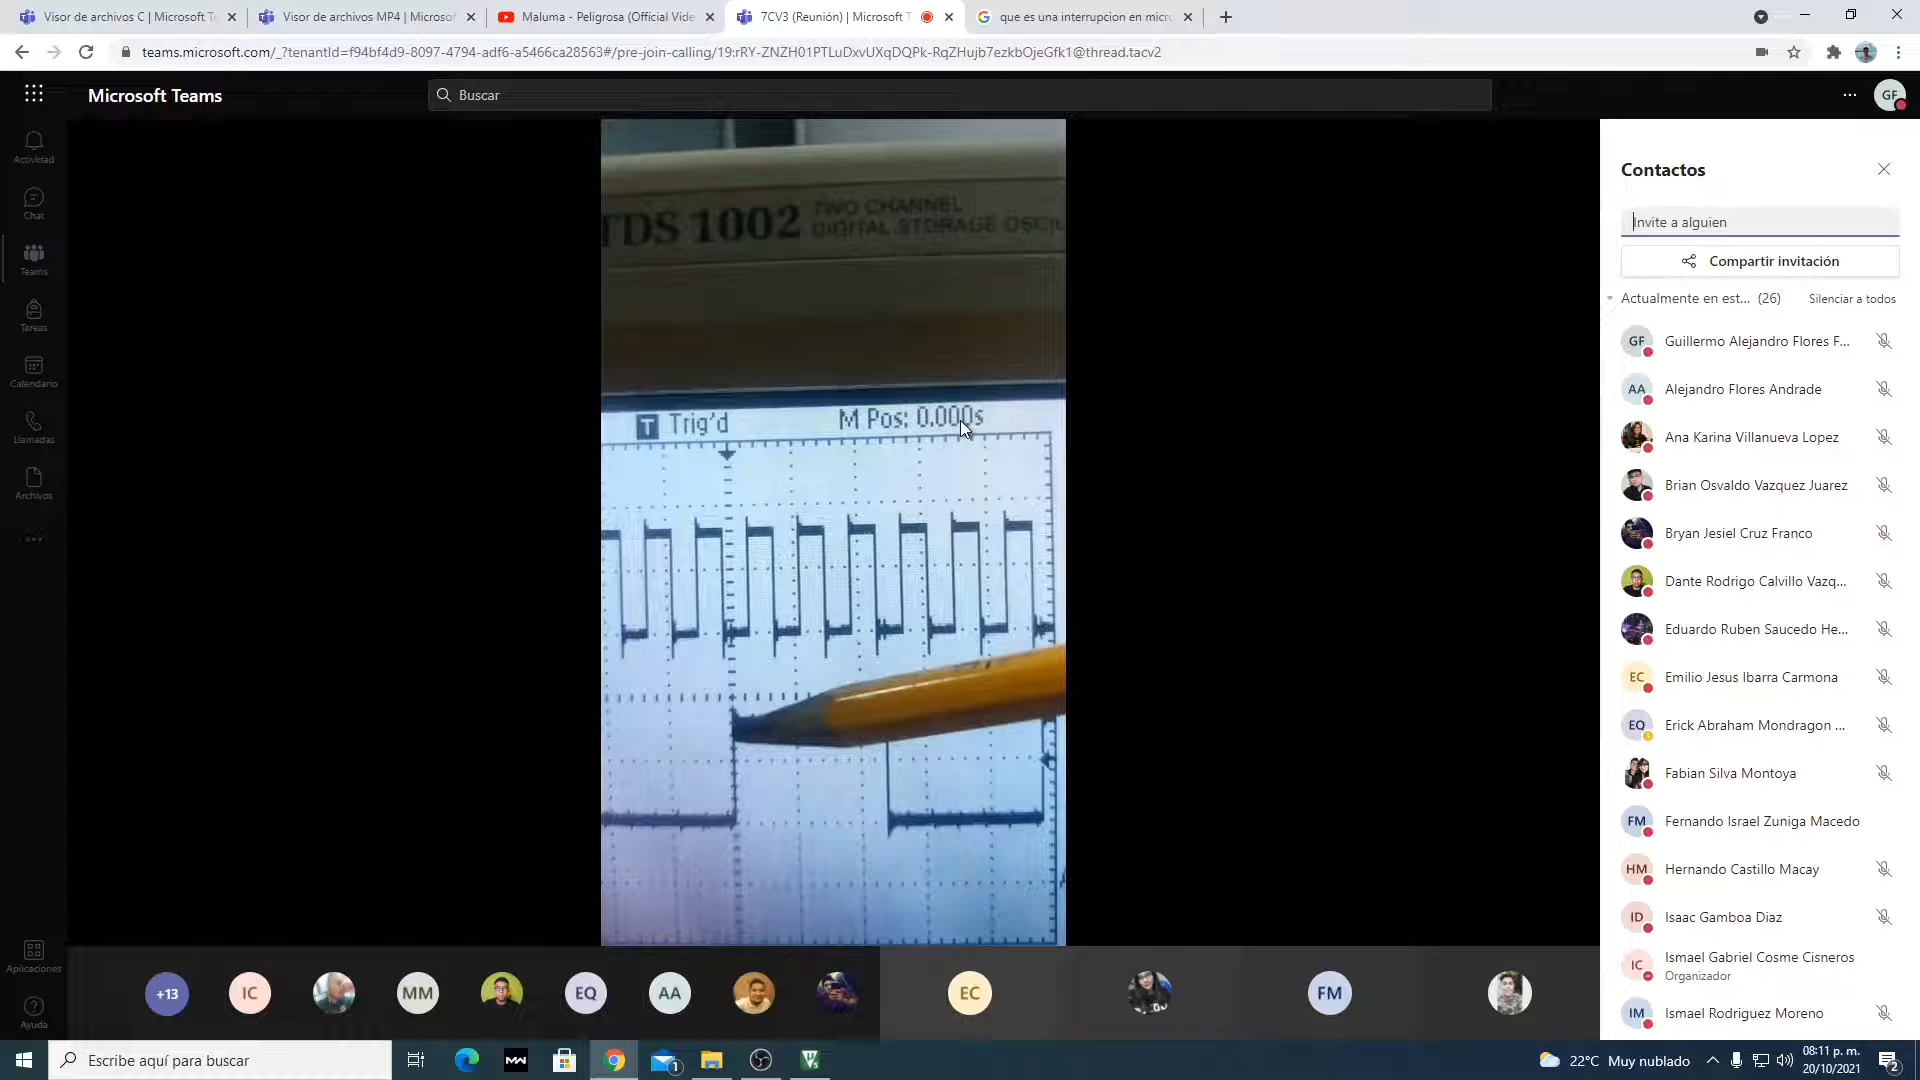 Visor de archivos C | Microsoft T
Visor de archivos MP4 | Microsof
Maluma - Peligrosa (Official Vide
7CV3 (Reunión) | Microsoft T
que es una interrupcion en micro
teams.microsoft.com/_?tenantId=f94bf4d9-8097-4794-adf6-a5466ca28563#/pre-join-calling/19:rRY-ZNZH01PTLuDxvUXqDQPk-RqZHujb7ezkbOjeGfk1@thread.tacv2
Microsoft Teams
Buscar
GF
Actividad
Chat
Teams
Tareas
Calendario
Llamadas
Archivos
Aplicaciones
Ayuda
TDS 1002
TWO CHANNEL
DIGITAL STORAGE OSCIL
T Trig'd
M Pos: 0.000s
Contactos
Invite a alguien
Compartir invitación
Actualmente en est... (26)
Silenciar a todos
GF Guillermo Alejandro Flores F...
AA Alejandro Flores Andrade
Ana Karina Villanueva Lopez
Brian Osvaldo Vazquez Juarez
Bryan Jesiel Cruz Franco
Dante Rodrigo Calvillo Vazq...
Eduardo Ruben Saucedo He...
EC Emilio Jesus Ibarra Carmona
EQ Erick Abraham Mondragon ...
Fabian Silva Montoya
FM Fernando Israel Zuniga Macedo
HM Hernando Castillo Macay
ID Isaac Gamboa Diaz
IC Ismael Gabriel Cosme Cisneros
Organizador
IM Ismael Rodriguez Moreno
+13
IC
MM
EQ
AA
EC
FM
Escribe aquí para buscar
1
22°C Muy nublado
08:11 p. m.
20/10/2021
2